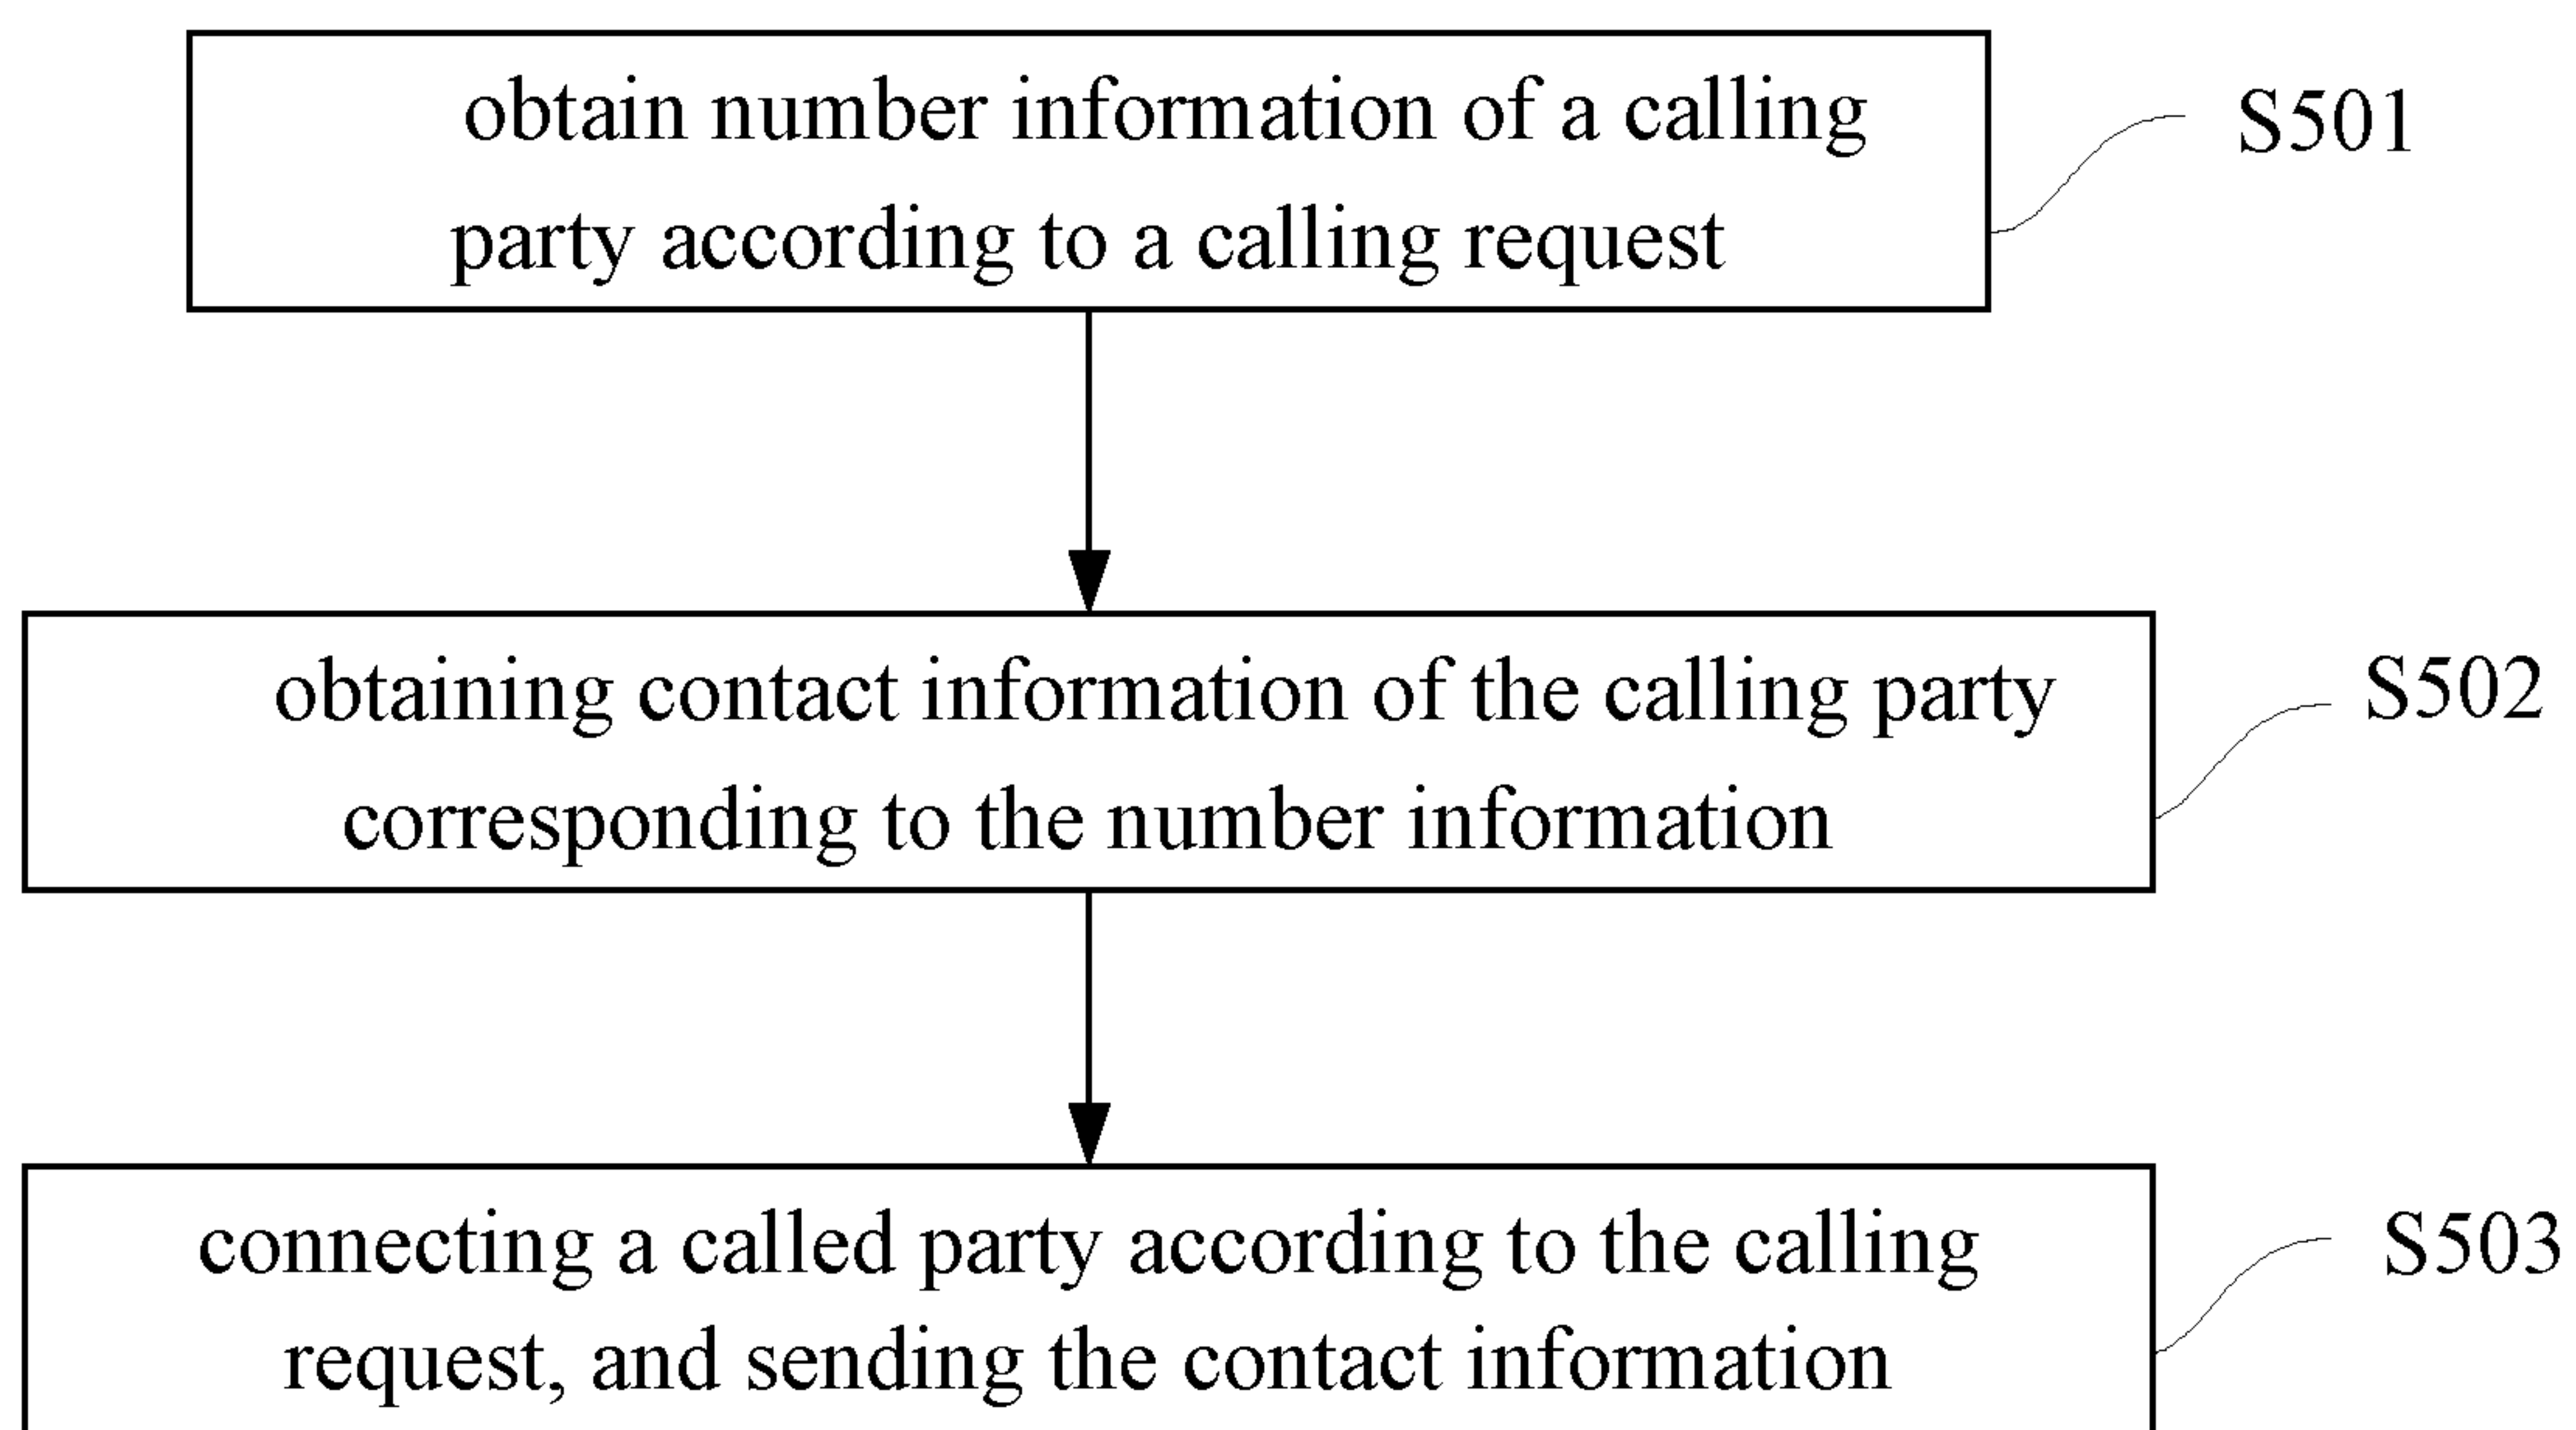 obtain number information of a calling
party according to a calling request
S501
obtaining contact information of the calling party
corresponding to the number information
S502
connecting a called party according to the calling
request, and sending the contact information
S503